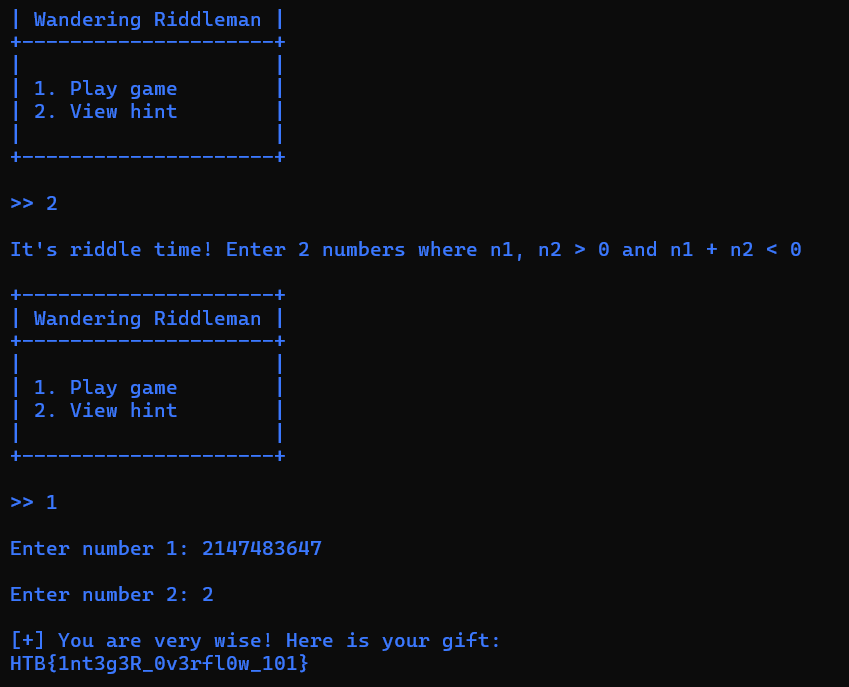 | Wandering Riddleman |
+---------------------+
|                     |
| 1. Play game        |
| 2. View hint        |
|                     |
+---------------------+
>> 2
It's riddle time! Enter 2 numbers where n1, n2 > 0 and n1 + n2 < 0
+---------------------+
| Wandering Riddleman |
+---------------------+
|                     |
| 1. Play game        |
| 2. View hint        |
|                     |
+---------------------+
>> 1
Enter number 1: 2147483647
Enter number 2: 2
[+] You are very wise! Here is your gift:
HTB{1nt3g3R_0v3rfl0w_101}